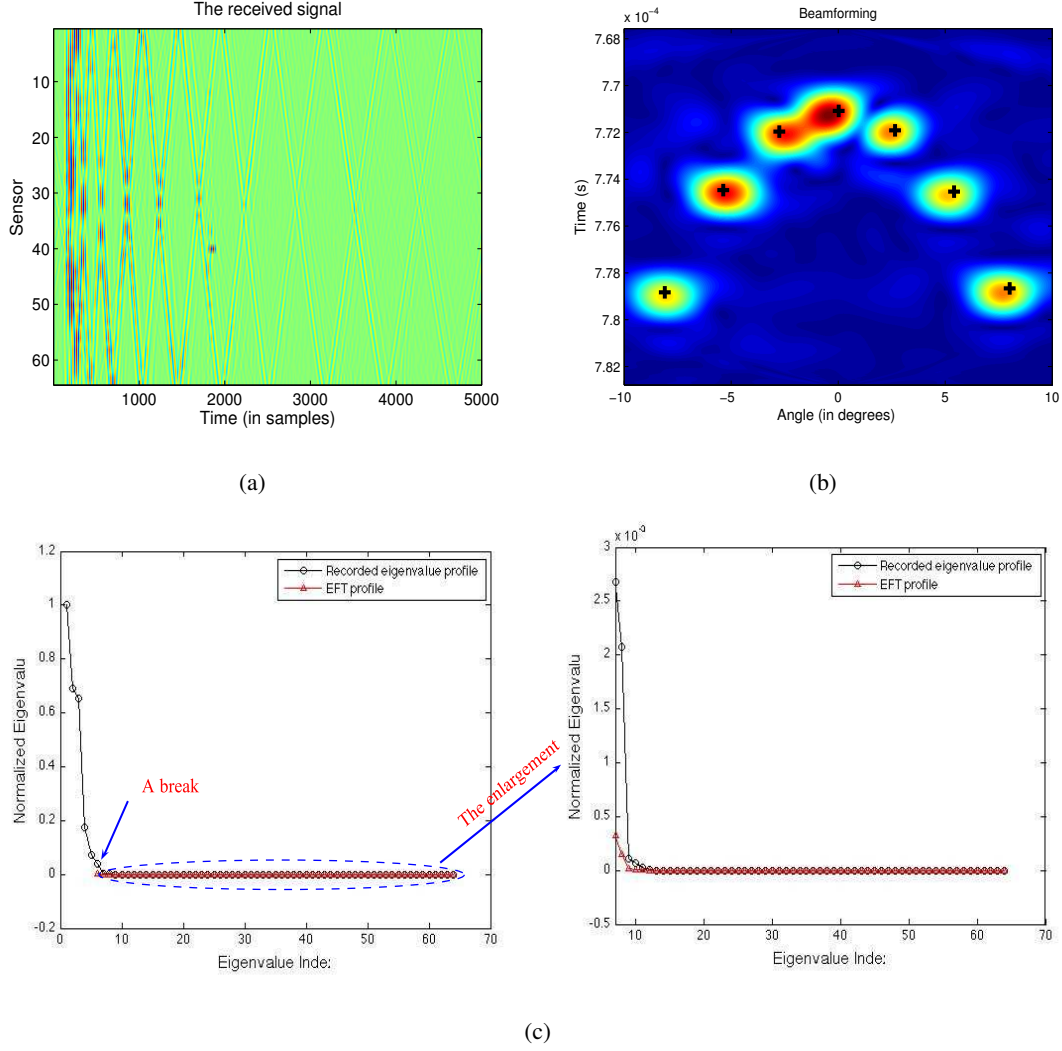 The received signal
Sensor
10
20
30
40
50
60
1000
2000
3000
4000
5000
Time (in samples)
(a)
Beamforming
x 10⁻⁴
Time (s)
7.68
7.7
7.72
7.74
7.76
7.78
7.8
7.82
−10
−5
0
5
10
Angle (in degrees)
(b)
Normalized Eigenvalu
1.2
1
0.8
0.6
0.4
0.2
0
-0.2
Recorded eigenvalue profile
EFT profile
A break
The enlargement
0
10
20
30
40
50
60
70
Eigenvalue Inde:
Normalized Eigenvalu
3
2.5
2
1.5
1
0.5
0
-0.5
Recorded eigenvalue profile
EFT profile
10
20
30
40
50
60
70
Eigenvalue Inde:
(c)